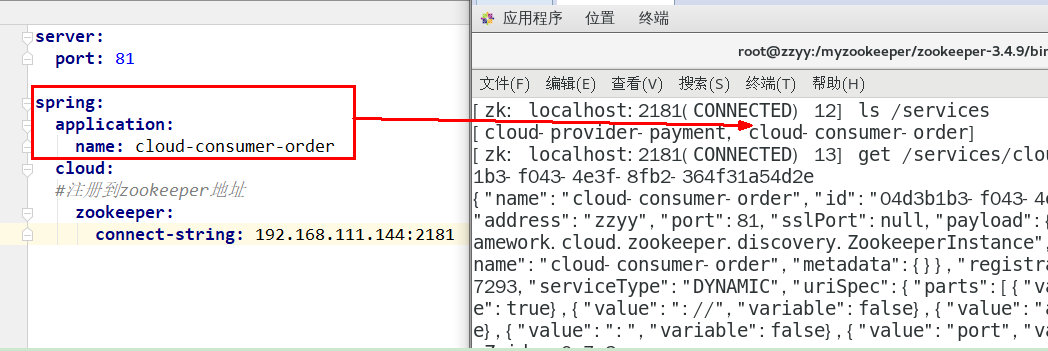 server:
port: 81
spring:
application:
name: cloud-consumer-order
cloud:
#注册到zookeeper地址
zookeeper:
connect-string: 192.168.111.144:2181
应用程序 位置 终端
root@zzyy:/myzookeeper/zookeeper-3.4.9/bin
文件(F) 编辑(E) 查看(V) 搜索(S) 终端(T) 帮助(H)
[zk: localhost:2181(CONNECTED) 12] ls /services
[cloud-provider-payment, cloud-consumer-order]
[zk: localhost:2181(CONNECTED) 13] get /services/clou
1b3-f043-4e3f-8fb2-364f31a54d2e
{"name":"cloud-consumer-order","id":"04d3b1b3-f043-4e
"address":"zzyy","port":81,"sslPort":null,"payload":{
amework.cloud.zookeeper.discovery.ZookeeperInstance",
name":"cloud-consumer-order","metadata":{}},"registra
7293,"serviceType":"DYNAMIC","uriSpec":{"parts":[{"va
e":true},{"value":"://","variable":false},{"value":"a
e},{"value":":","variable":false},{"value":"port","va